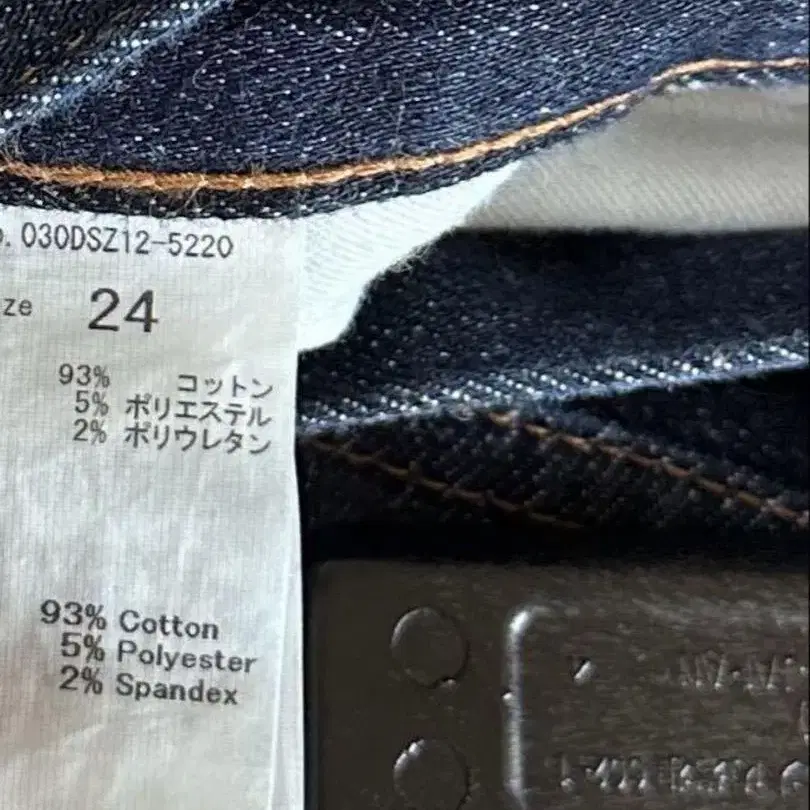 030DSZ12-5220
24
93% コットン
5% ポリエステル
2% ポリウレタン
93% Cotton
5% Polyester
2% Spandex